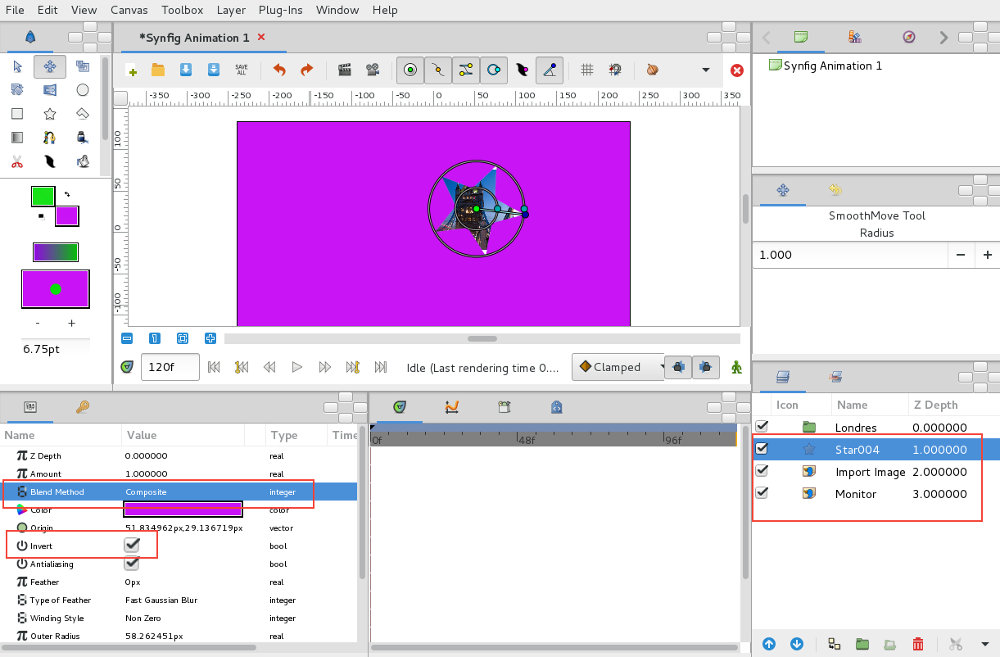 File Edit View Canvas Toolbox Layer Plug-Ins Window Help
*Synfig Animation 1
SAVE ALL
-350 -300 -250 -200 -150 -100 -50 0 50 100 150 200 250 300 350
100
50
0
-50
-100
- +
6.75pt
120f
Idle (Last rendering time 0....
Clamped
Synfig Animation 1
SmoothMove Tool
Radius
1.000 − +
Icon Name Z Depth
Londres 0.000000
Star004 1.000000
Import Image 2.000000
Monitor 3.000000
Name Value Type Time
Z Depth 0.000000 real
Amount 1.000000 real
Blend Method Composite integer
Color color
Origin 51.834962px,29.136719px vector
Invert bool
Antialiasing bool
Feather 0px real
Type of Feather Fast Gaussian Blur integer
Winding Style Non Zero integer
Outer Radius 58.262451px real
0f 48f 96f